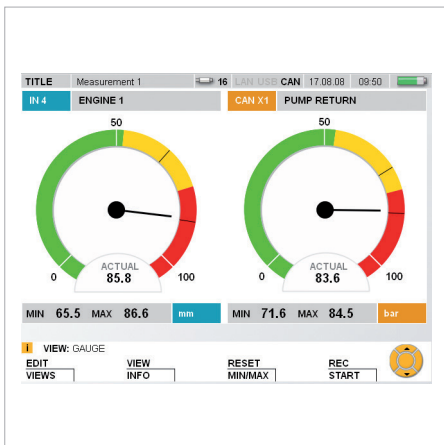 TITLE Measurement 1 16 LAN USB CAN 17.08.08 09:50
IN 4 ENGINE 1
CAN X1 PUMP RETURN
50
0
100
ACTUAL
85.8
50
0
100
ACTUAL
83.6
MIN 65.5 MAX 86.6 mm
MIN 71.6 MAX 84.5 bar
i VIEW: GAUGE
EDIT VIEW RESET REC
VIEWS INFO MIN/MAX START